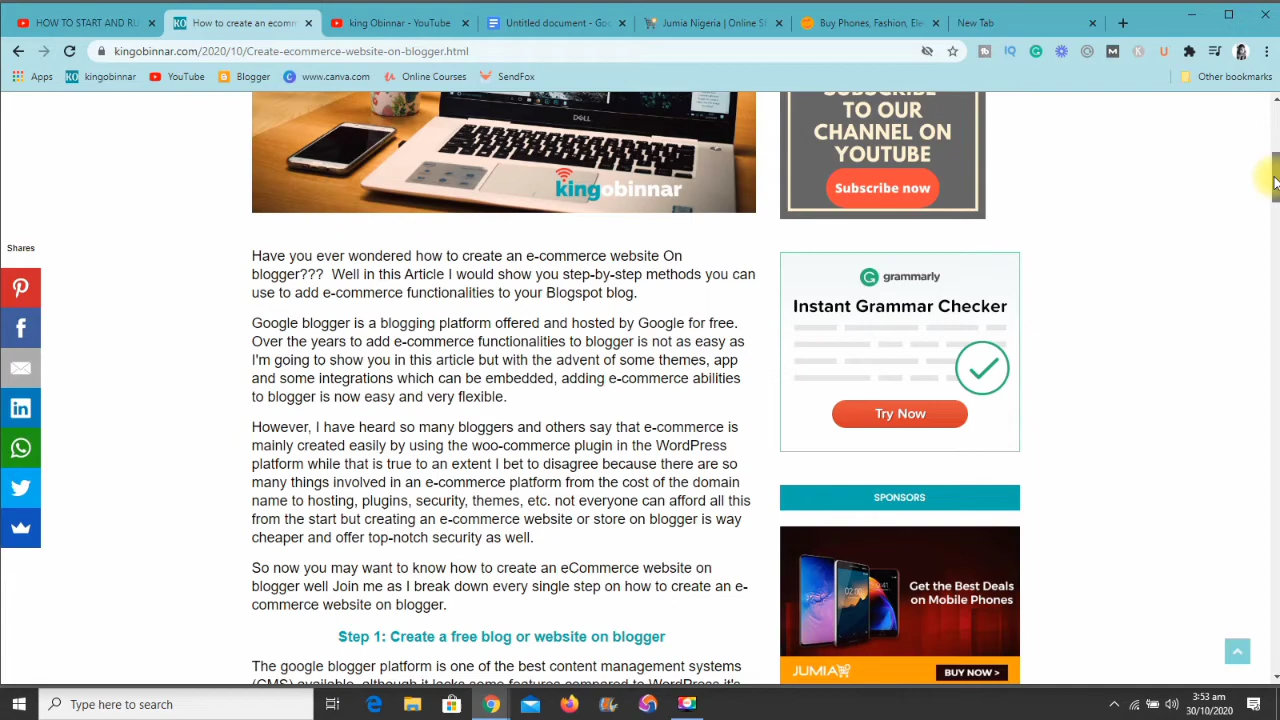 HOW TO START AND RU
How to create an ecomm
king Obinnar - YouTube
Untitled document - Go
Jumia Nigeria | Online S
Buy Phones, Fashion, Ele
New Tab
kingobinnar.com/2020/10/Create-ecommerce-website-on-blogger.html
Apps
kingobinnar
YouTube
Blogger
www.canva.com
Online Courses
SendFox
Other bookmarks
DELL
kingobinnar
SUBSCRIBE
TO OUR
CHANNEL ON
YOUTUBE
Subscribe now
Shares
Have you ever wondered how to create an e-commerce website On
blogger??? Well in this Article I would show you step-by-step methods you can
use to add e-commerce functionalities to your Blogspot blog.
Google blogger is a blogging platform offered and hosted by Google for free.
Over the years to add e-commerce functionalities to blogger is not as easy as
I'm going to show you in this article but with the advent of some themes, app
and some integrations which can be embedded, adding e-commerce abilities
to blogger is now easy and very flexible.
However, I have heard so many bloggers and others say that e-commerce is
mainly created easily by using the woo-commerce plugin in the WordPress
platform while that is true to an extent I bet to disagree because there are so
many things involved in an e-commerce platform from the cost of the domain
name to hosting, plugins, security, themes, etc. not everyone can afford all this
from the start but creating an e-commerce website or store on blogger is way
cheaper and offer top-notch security as well.
So now you may want to know how to create an eCommerce website on
blogger well Join me as I break down every single step on how to create an e-
commerce website on blogger.
Step 1: Create a free blog or website on blogger
The google blogger platform is one of the best content management systems
(CMS) available, although it lacks some features compared to WordPress it's
grammarly
Instant Grammar Checker
Try Now
SPONSORS
Get the Best Deals
on Mobile Phones
JUMIA
BUY NOW >
Type here to search
3:53 am
30/10/2020